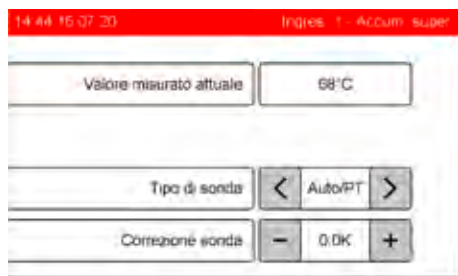 14:44 16.07.20 Ingres. 1 - Accum. super
Valore misurato attuale 68°C
Tipo di sonda < Auto/PT >
Correzione sonda − 0.0K +